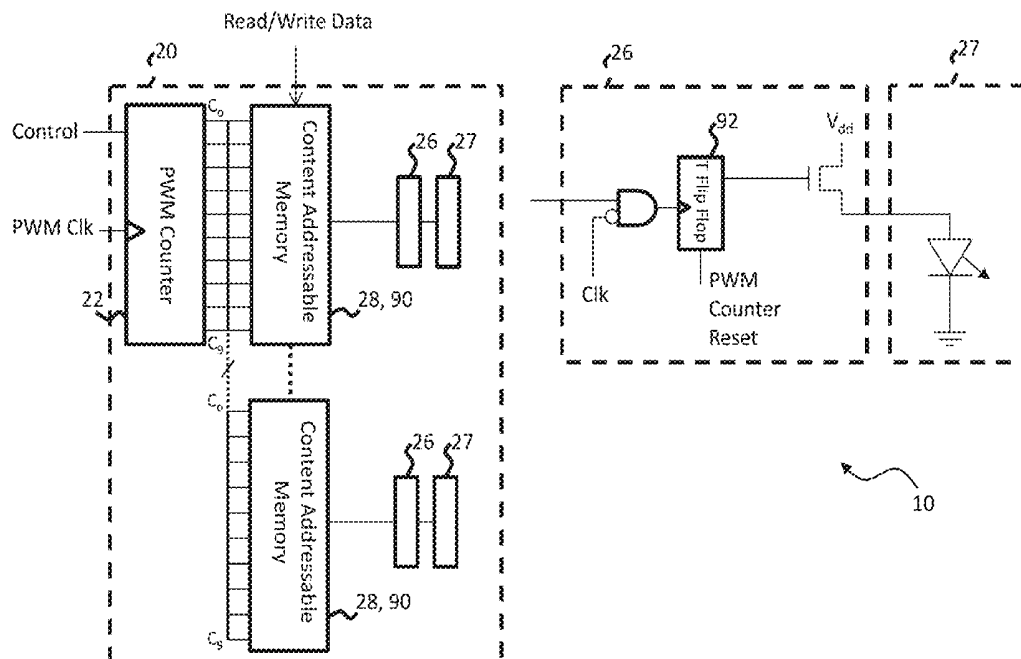 Read/Write Data
20
26
27
Control
C0
PWM Counter
Content Addressable
Memory
26
27
92
Vdd
T Flip Flop
PWM Clk
22
28, 90
Clk
PWM
Counter
Reset
C9
C0
Content Addressable
Memory
26
27
28, 90
C9
10